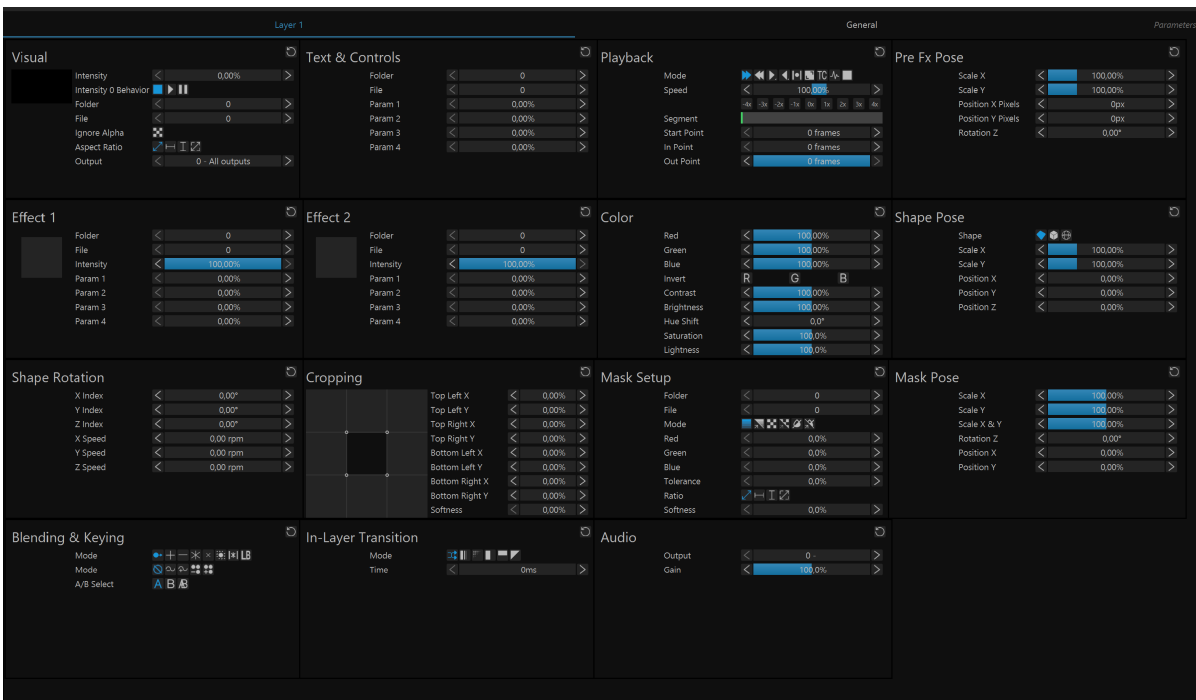 Layer 1
General
Parameters
Visual
Intensity 0,00%
Intensity 0 Behavior
Folder 0
File 0
Ignore Alpha
Aspect Ratio
Output 0 - All outputs
Text & Controls
Folder 0
File 0
Param 1 0,00%
Param 2 0,00%
Param 3 0,00%
Param 4 0,00%
Playback
Mode TC
Speed 100,00%
-4x -3x -2x -1x 0x 1x 2x 3x 4x
Segment
Start Point 0 frames
In Point 0 frames
Out Point 0 frames
Pre Fx Pose
Scale X 100,00%
Scale Y 100,00%
Position X Pixels 0px
Position Y Pixels 0px
Rotation Z 0,00°
Effect 1
Folder 0
File 0
Intensity 100,00%
Param 1 0,00%
Param 2 0,00%
Param 3 0,00%
Param 4 0,00%
Effect 2
Folder 0
File 0
Intensity 100,00%
Param 1 0,00%
Param 2 0,00%
Param 3 0,00%
Param 4 0,00%
Color
Red 100,00%
Green 100,00%
Blue 100,00%
Invert R G B
Contrast 100,00%
Brightness 100,00%
Hue Shift 0,0°
Saturation 100,0%
Lightness 100,0%
Shape Pose
Shape
Scale X 100,00%
Scale Y 100,00%
Position X 0,00%
Position Y 0,00%
Position Z 0,00%
Shape Rotation
X Index 0,00°
Y Index 0,00°
Z Index 0,00°
X Speed 0,00 rpm
Y Speed 0,00 rpm
Z Speed 0,00 rpm
Cropping
Top Left X 0,00%
Top Left Y 0,00%
Top Right X 0,00%
Top Right Y 0,00%
Bottom Left X 0,00%
Bottom Left Y 0,00%
Bottom Right X 0,00%
Bottom Right Y 0,00%
Softness 0,00%
Mask Setup
Folder 0
File 0
Mode
Red 0,0%
Green 0,0%
Blue 0,0%
Tolerance 0,0%
Ratio
Softness 0,0%
Mask Pose
Scale X 100,00%
Scale Y 100,00%
Scale X & Y 100,00%
Rotation Z 0,00°
Position X 0,00%
Position Y 0,00%
Blending & Keying
Mode LB
Mode
A/B Select A B AB
In-Layer Transition
Mode
Time 0ms
Audio
Output 0 -
Gain 100,0%